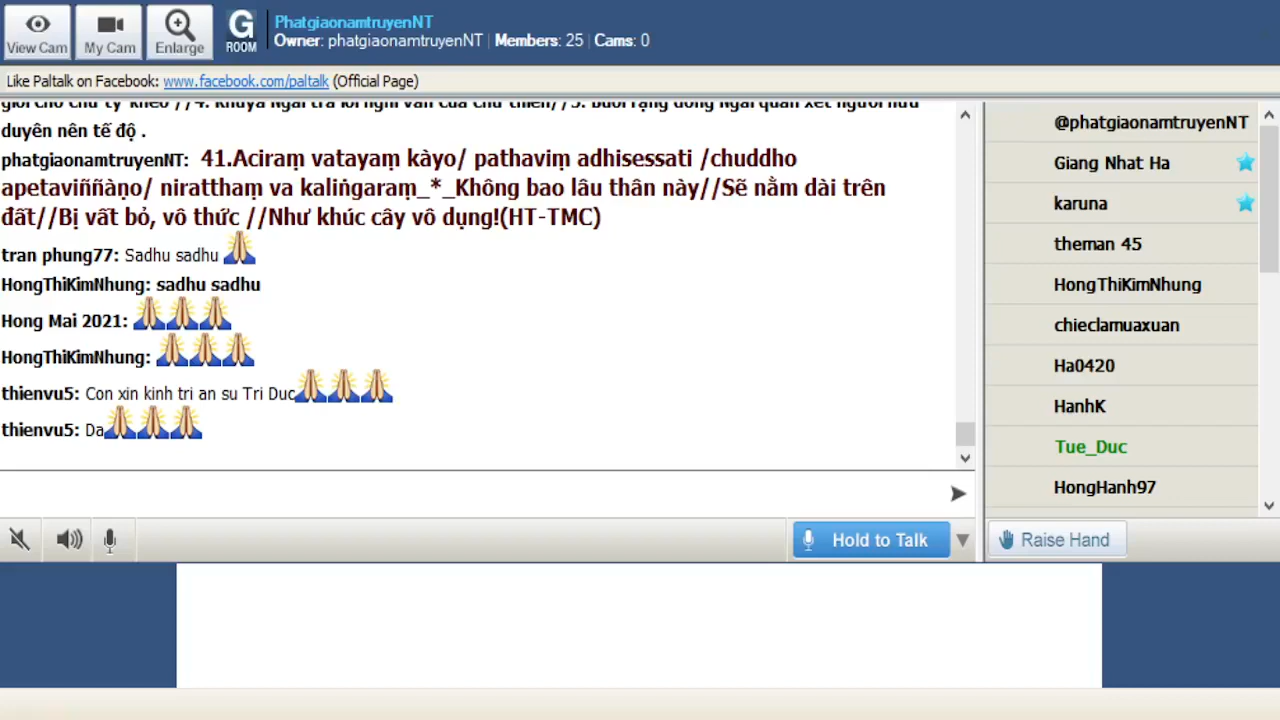 View Cam
My Cam
Enlarge
G
ROOM
PhatgiaonamtruyenNT
Owner: phatgiaonamtruyenNT | Members: 25 | Cams: 0
Like Paltalk on Facebook: www.facebook.com/paltalk (Official Page)
duyên nên tế độ .
phatgiaonamtruyenNT: 41.Aciraṃ vatayaṃ kàyo/ pathaviṃ adhisessati /chuddho
apetaviññàṇo/ niratthaṃ va kaliṅgaraṃ_*_Không bao lâu thân này//Sẽ nằm dài trên
đất//Bị vất bỏ, vô thức //Như khúc cây vô dụng!(HT-TMC)
tran phung77: Sadhu sadhu
HongThiKimNhung: sadhu sadhu
Hong Mai 2021:
HongThiKimNhung:
thienvu5: Con xin kinh tri an su Tri Duc
thienvu5: Da
Hold to Talk
@phatgiaonamtruyenNT
Giang Nhat Ha
karuna
theman 45
HongThiKimNhung
chieclamuaxuan
Ha0420
HanhK
Tue_Duc
HongHanh97
Raise Hand